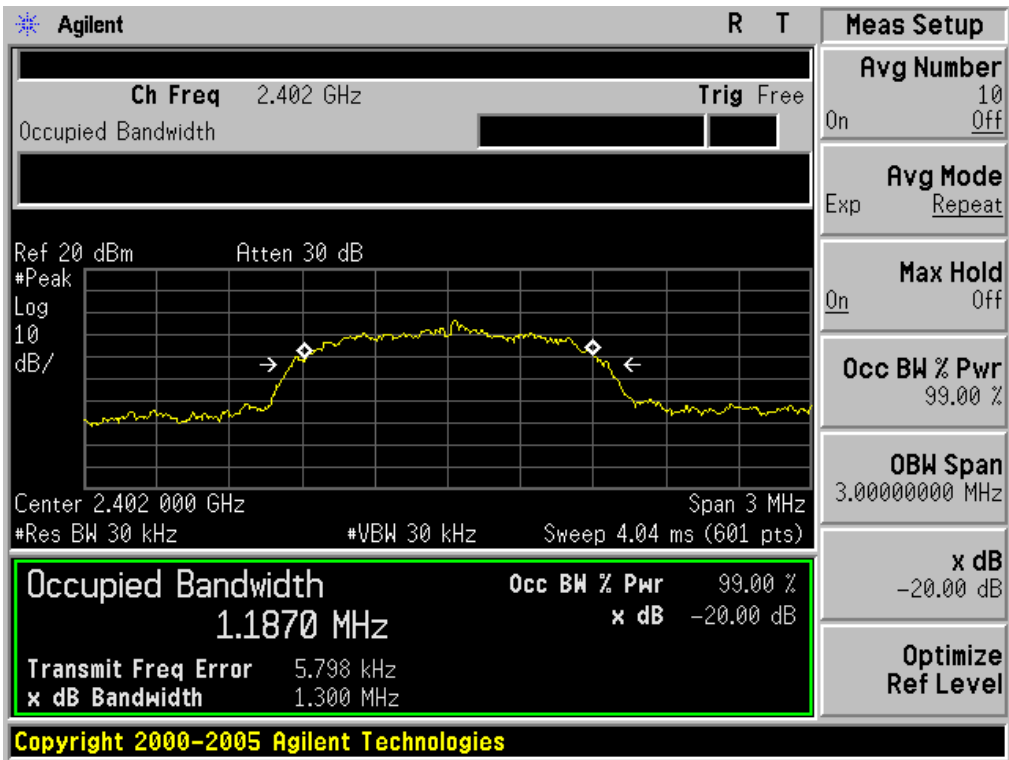 Agilent R T
Ch Freq 2.402 GHz Trig Free
Occupied Bandwidth
Ref 20 dBm Atten 30 dB
#Peak
Log
10
dB/
Center 2.402 000 GHz Span 3 MHz
#Res BW 30 kHz #VBW 30 kHz Sweep 4.04 ms (601 pts)
Occupied Bandwidth Occ BW % Pwr 99.00 %
1.1870 MHz x dB -20.00 dB
Transmit Freq Error 5.798 kHz
x dB Bandwidth 1.300 MHz
Copyright 2000-2005 Agilent Technologies
Meas Setup
Avg Number
10
On Off
Avg Mode
Exp Repeat
Max Hold
On Off
Occ BW % Pwr
99.00 %
OBW Span
3.00000000 MHz
x dB
-20.00 dB
Optimize
Ref Level